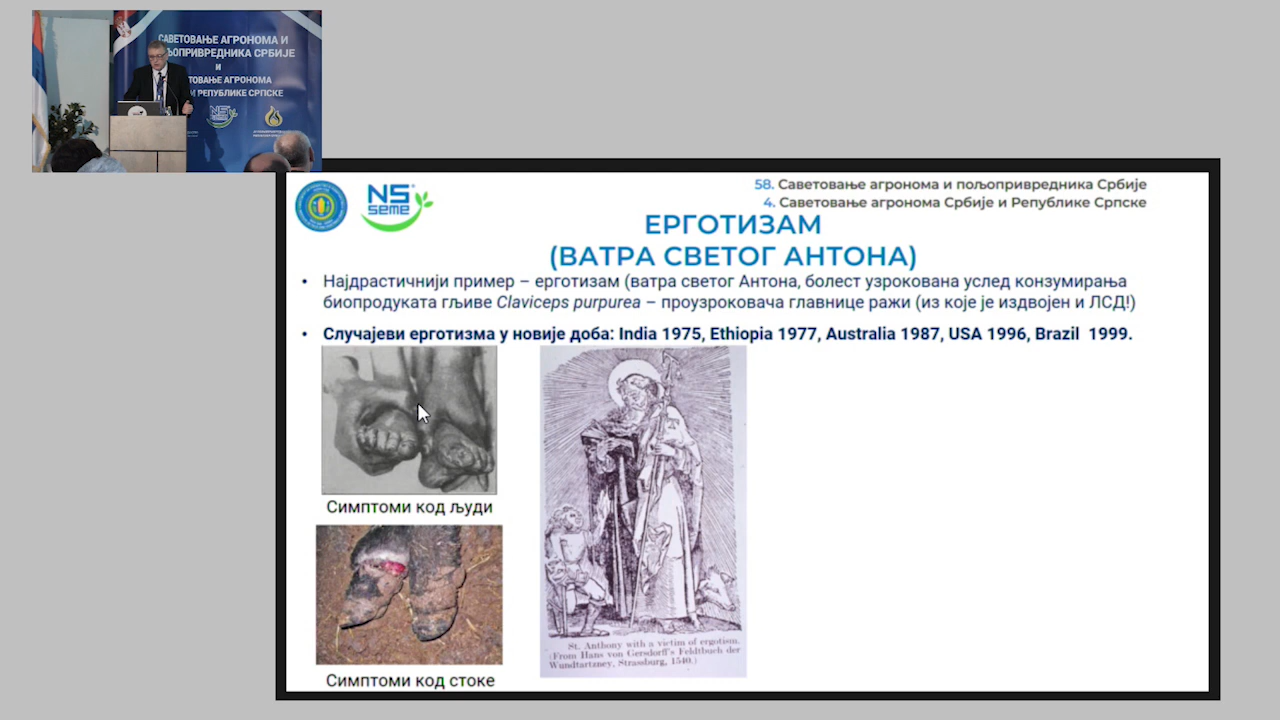 САВЕТОВАЊЕ АГРОНОМА И
ЉОПРИВРЕДНИКА СРБИЈЕ
И
ТОВАЊЕ АГРОНОМА
И РЕПУБЛИКЕ СРПСКЕ
NS
seme
NS
seme
58. Саветовање агронома и пољопривредника Србије
4. Саветовање агронома Србије и Републике Српске
ЕРГОТИЗАМ
(ВАТРА СВЕТОГ АНТОНА)
• Најдрастичнији пример – ерготизам (ватра светог Антона, болест узрокована услед конзумирања
биопродуката гљиве Claviceps purpurea – проузроковача главнице ражи (из које је издвојен и ЛСД!)
• Случајеви ерготизма у новије доба: India 1975, Ethiopia 1977, Australia 1987, USA 1996, Brazil 1999.
Симптоми код људи
Симптоми код стоке
St. Anthony with a victim of ergotism.
(From Hans von Gersdorff's Feldtbuch der
Wundtartzney, Strassburg, 1540.)